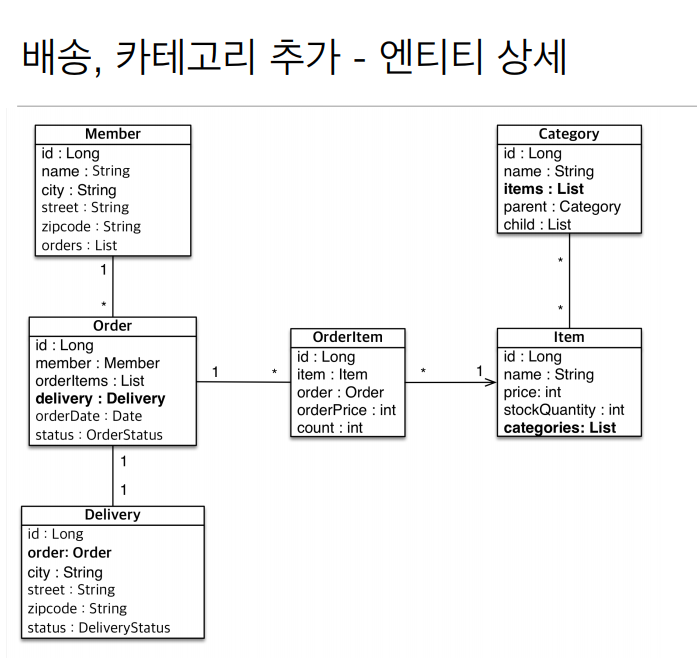 배송, 카테고리 추가 - 엔티티 상세
Member
id : Long
name : String
city : String
street : String
zipcode : String
orders : List
1
*
Category
id : Long
name : String
items : List
parent : Category
child : List
*
*
Order
id : Long
member : Member
orderItems : List
delivery : Delivery
orderDate : Date
status : OrderStatus
1
*
OrderItem
id : Long
item : Item
order : Order
orderPrice : int
count : int
*
1
Item
id : Long
name : String
price: int
stockQuantity : int
categories: List
1
1
Delivery
id : Long
order: Order
city : String
street : String
zipcode : String
status : DeliveryStatus